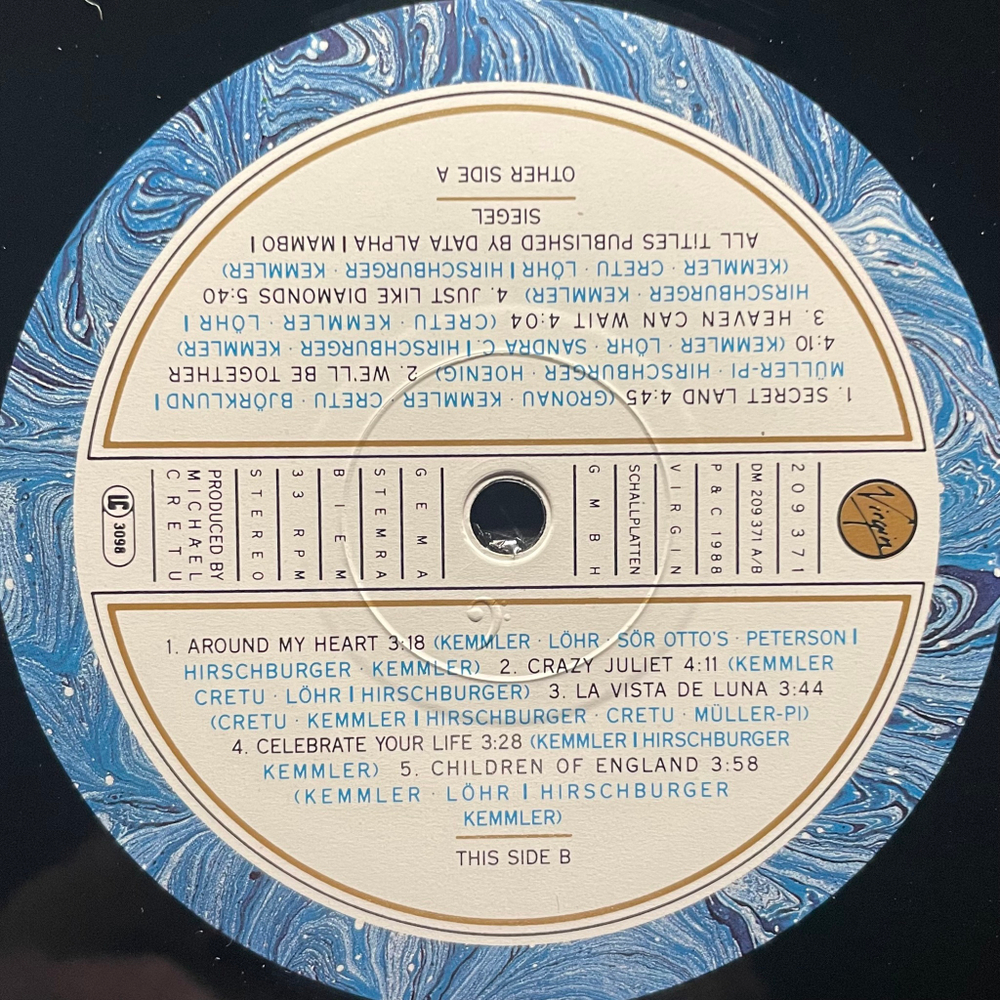 OTHER SIDE A
1. SECRET LAND 4:45 (GRONAU · KEMMLER · CRETU · BJÖRKLUND |
MÜLLER-PI · HIRSCHBURGER · HOENIG) 2. WE'LL BE TOGETHER
4:10 (KEMMLER · LÖHR · SANDRA C. | HIRSCHBURGER · KEMMLER)
3. HEAVEN CAN WAIT 4:04 (CRETU · KEMMLER · LÖHR |
HIRSCHBURGER · KEMMLER) 4. JUST LIKE DIAMONDS 5:40
(KEMMLER · CRETU · LÖHR | HIRSCHBURGER · KEMMLER)
ALL TITLES PUBLISHED BY DATA ALPHA | MAMBO |
SIEGEL
209371
DM 209 371 A/B
P & C 1988
VIRGIN
SCHALLPLATTEN
GMBH
GEMA
STEMRA
BIEM
33 RPM
STEREO
PRODUCED BY
MICHAEL
CRETU
LC 3098
Virgin
1. AROUND MY HEART 3:18 (KEMMLER · LÖHR · SÖR OTTO'S · PETERSON |
HIRSCHBURGER · KEMMLER) 2. CRAZY JULIET 4:11 (KEMMLER
CRETU · LÖHR | HIRSCHBURGER) 3. LA VISTA DE LUNA 3:44
(CRETU · KEMMLER | HIRSCHBURGER · CRETU · MÜLLER-PI)
4. CELEBRATE YOUR LIFE 3:28 (KEMMLER | HIRSCHBURGER
KEMMLER) 5. CHILDREN OF ENGLAND 3:58
(KEMMLER · LÖHR | HIRSCHBURGER
KEMMLER)
THIS SIDE B